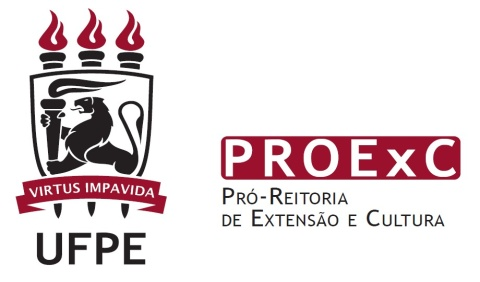 VIRTUS IMPAVIDA
UFPE
PROExC
PRÓ-REITORIA
DE EXTENSÃO E CULTURA